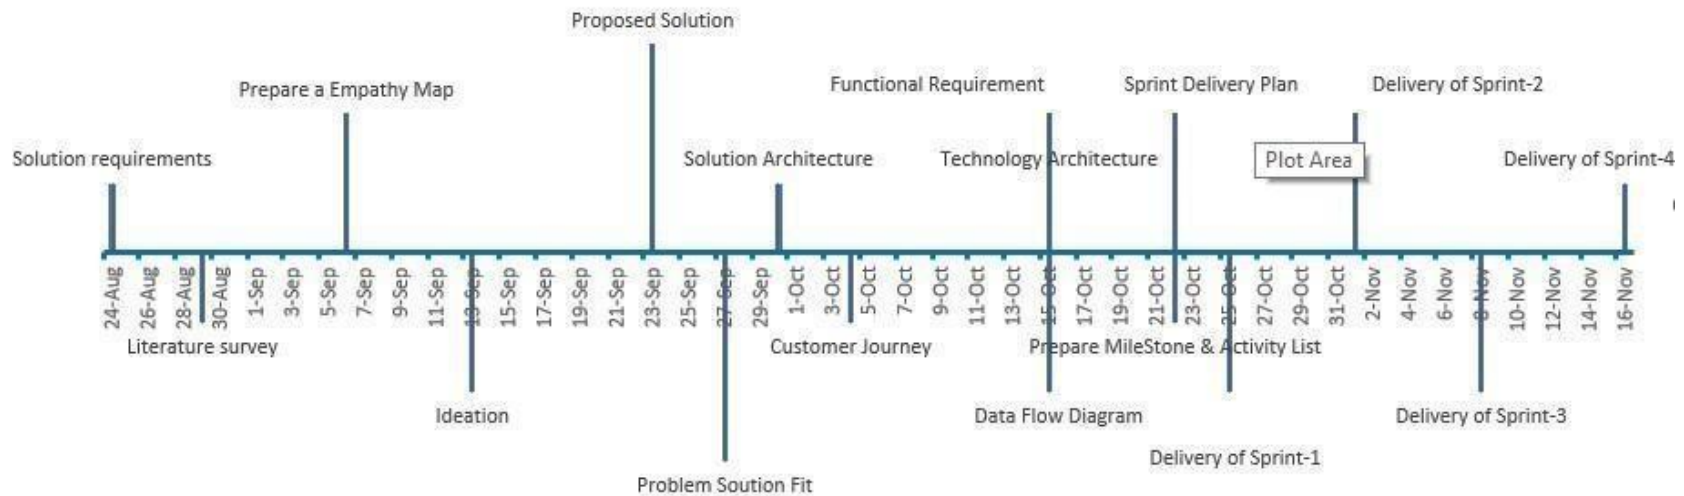 Proposed Solution
Prepare a Empathy Map
Functional Requirement
Sprint Delivery Plan
Delivery of Sprint-2
Solution requirements
Solution Architecture
Technology Architecture
Plot Area
Delivery of Sprint-4
24-Aug
26-Aug
28-Aug
30-Aug
1-Sep
3-Sep
5-Sep
7-Sep
9-Sep
11-Sep
13-Sep
15-Sep
17-Sep
19-Sep
21-Sep
23-Sep
25-Sep
27-Sep
29-Sep
1-Oct
3-Oct
5-Oct
7-Oct
9-Oct
11-Oct
13-Oct
15-Oct
17-Oct
19-Oct
21-Oct
23-Oct
25-Oct
27-Oct
29-Oct
31-Oct
2-Nov
4-Nov
6-Nov
8-Nov
10-Nov
12-Nov
14-Nov
16-Nov
Literature survey
Customer Journey
Prepare MileStone & Activity List
Ideation
Data Flow Diagram
Delivery of Sprint-3
Delivery of Sprint-1
Problem Soution Fit